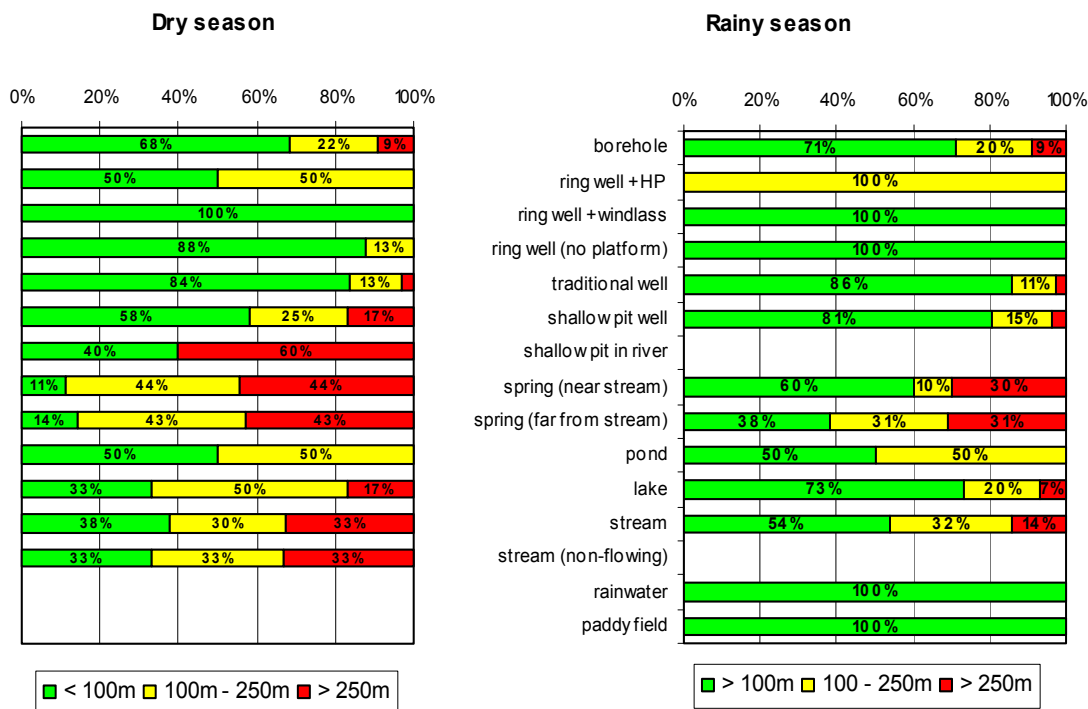 Dry season
Rainy season
0% 20% 40% 60% 80% 100%
0% 20% 40% 60% 80% 100%
68% 22% 9%
borehole 71% 20% 9%
50% 50%
ring well +HP 100%
100%
ring well +windlass 100%
88% 13%
ring well (no platform) 100%
84% 13%
traditional well 86% 11%
58% 25% 17%
shallow pit well 81% 15%
40% 60%
shallow pit in river
11% 44% 44%
spring (near stream) 60% 10% 30%
14% 43% 43%
spring (far from stream) 38% 31% 31%
50% 50%
pond 50% 50%
33% 50% 17%
lake 73% 20% 7%
38% 30% 33%
stream 54% 32% 14%
33% 33% 33%
stream (non-flowing)
rainwater 100%
paddy field 100%
< 100m 100m - 250m > 250m
> 100m 100 - 250m > 250m